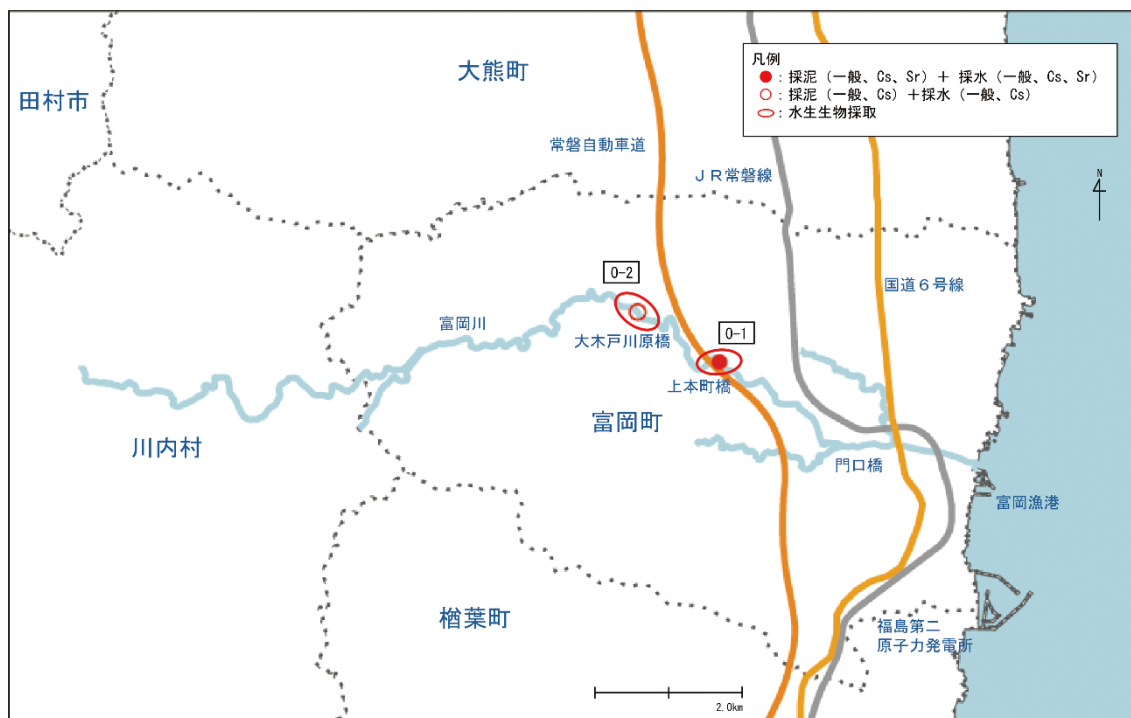 凡例
●：採泥（一般、Cs、Sr）＋ 採水（一般、Cs、Sr）
○：採泥（一般、Cs）＋採水（一般、Cs）
：水生生物採取
大熊町
田村市
常磐自動車道
ＪＲ常磐線
N
国道６号線
O-2
富岡川
大木戸川原橋
O-1
上本町橋
富岡町
川内村
門口橋
富岡漁港
楢葉町
福島第二
原子力発電所
2.0km